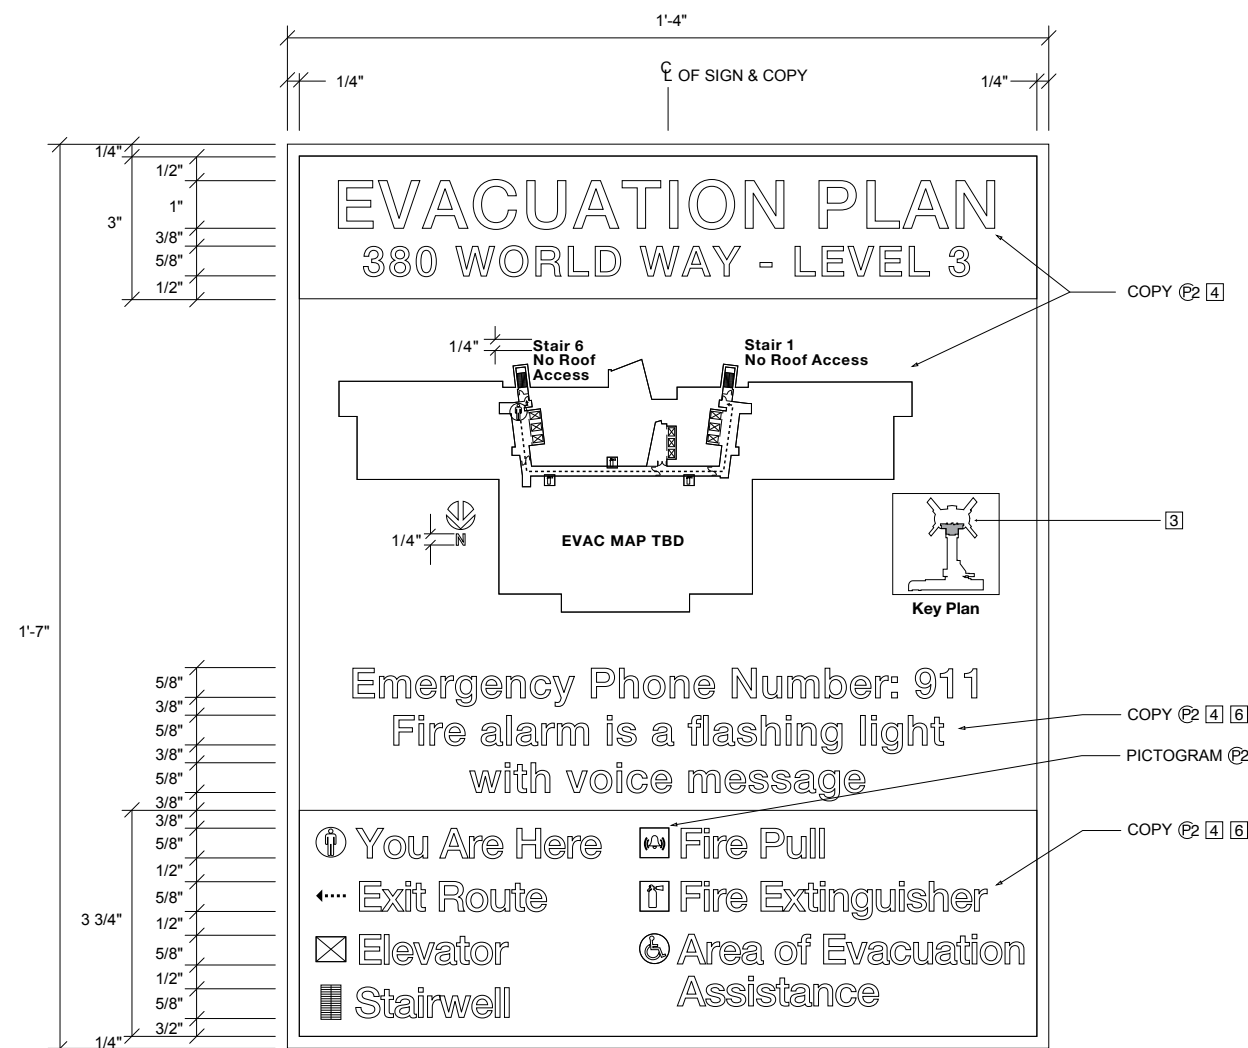 1'-4"
1/4"
CL OF SIGN & COPY
1/4"
1/4"
1/2"
1"
3"
3/8"
5/8"
1/2"
EVACUATION PLAN
380 WORLD WAY - LEVEL 3
COPY P2 4
1/4"
Stair 6
No Roof
Access
Stair 1
No Roof Access
3
1/4"
N
EVAC MAP TBD
Key Plan
1'-7"
5/8"
3/8"
5/8"
3/8"
5/8"
3/8"
Emergency Phone Number: 911
Fire alarm is a flashing light
with voice message
COPY P2 4 6
PICTOGRAM P2
3/8"
5/8"
1/2"
5/8"
3 3/4"
1/2"
5/8"
1/2"
5/8"
3/2"
1/4"
You Are Here
Exit Route
Elevator
Stairwell
Fire Pull
Fire Extinguisher
Area of Evacuation
Assistance
COPY P2 4 6